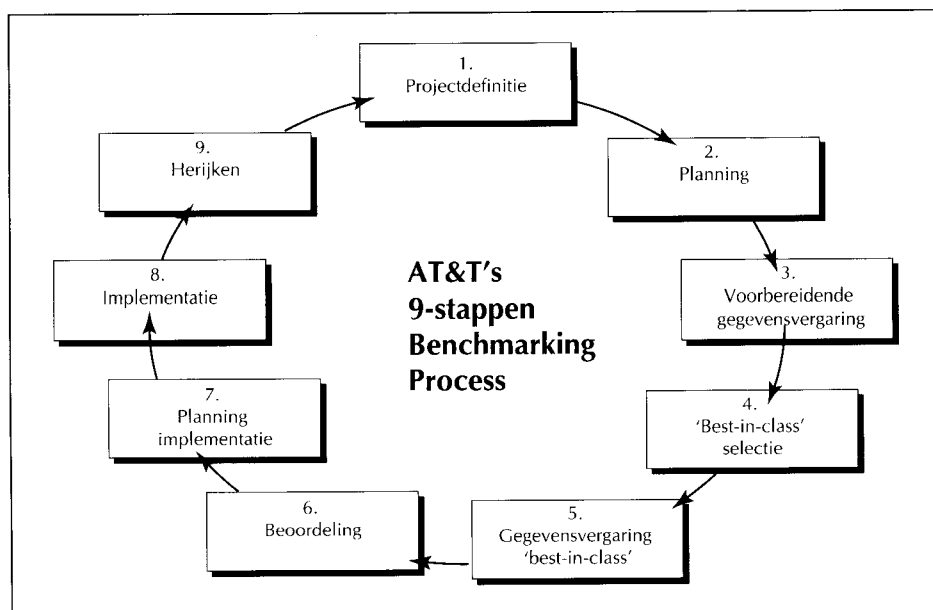 1.
Projectdefinitie
2.
Planning
3.
Voorbereidende
gegevensvergaring
4.
‘Best-in-class’
selectie
5.
Gegevensvergaring
‘best-in-class’
6.
Beoordeling
7.
Planning
implementatie
8.
Implementatie
9.
Herijken
AT&T's
9-stappen
Benchmarking
Process